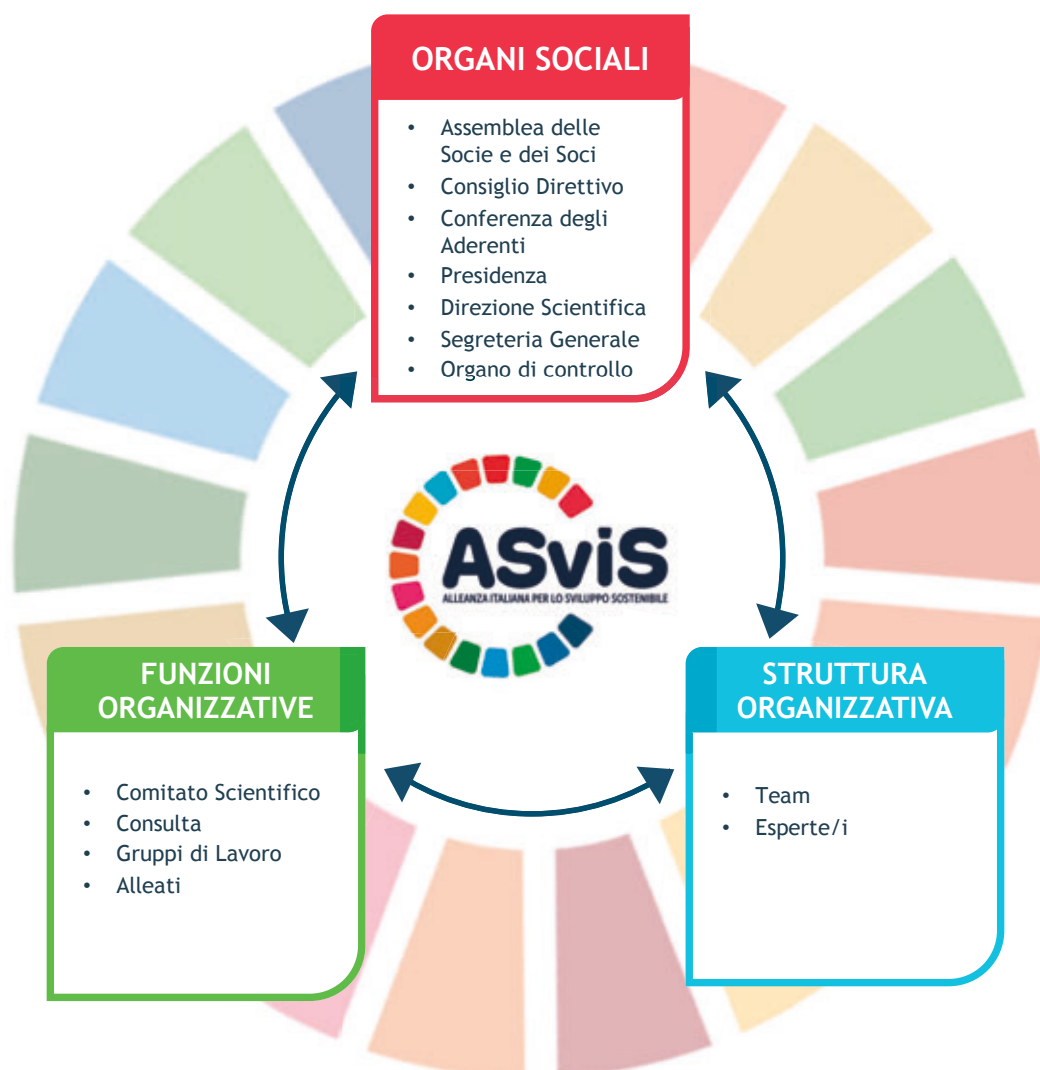 ORGANI SOCIALI
• Assemblea delle
Socie e dei Soci
• Consiglio Direttivo
• Conferenza degli
Aderenti
• Presidenza
• Direzione Scientifica
• Segreteria Generale
• Organo di controllo
ASviS
ALLEANZA ITALIANA PER LO SVILUPPO SOSTENIBILE
FUNZIONI
ORGANIZZATIVE
• Comitato Scientifico
• Consulta
• Gruppi di Lavoro
• Alleati
STRUTTURA
ORGANIZZATIVA
• Team
• Esperte/i